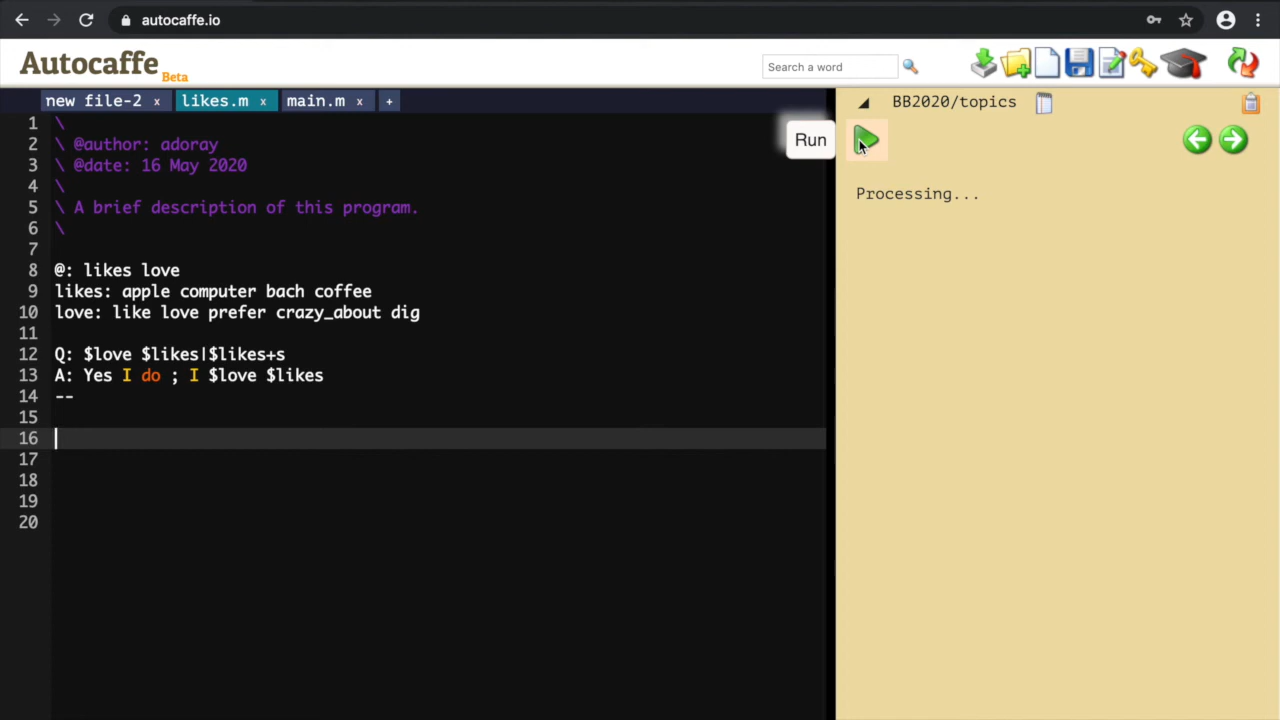 autocaffe.io
Autocaffe Beta
Search a word
new file-2 x likes.m x main.m x +
BB2020/topics
Run
Processing...
1 \
2 \ @author: adoray
3 \ @date: 16 May 2020
4 \
5 \ A brief description of this program.
6 \
7
8 @: likes love
9 likes: apple computer bach coffee
10 love: like love prefer crazy_about dig
11
12 Q: $love $likes|$likes+s
13 A: Yes I do ; I $love $likes
14 --
15
16
17
18
19
20